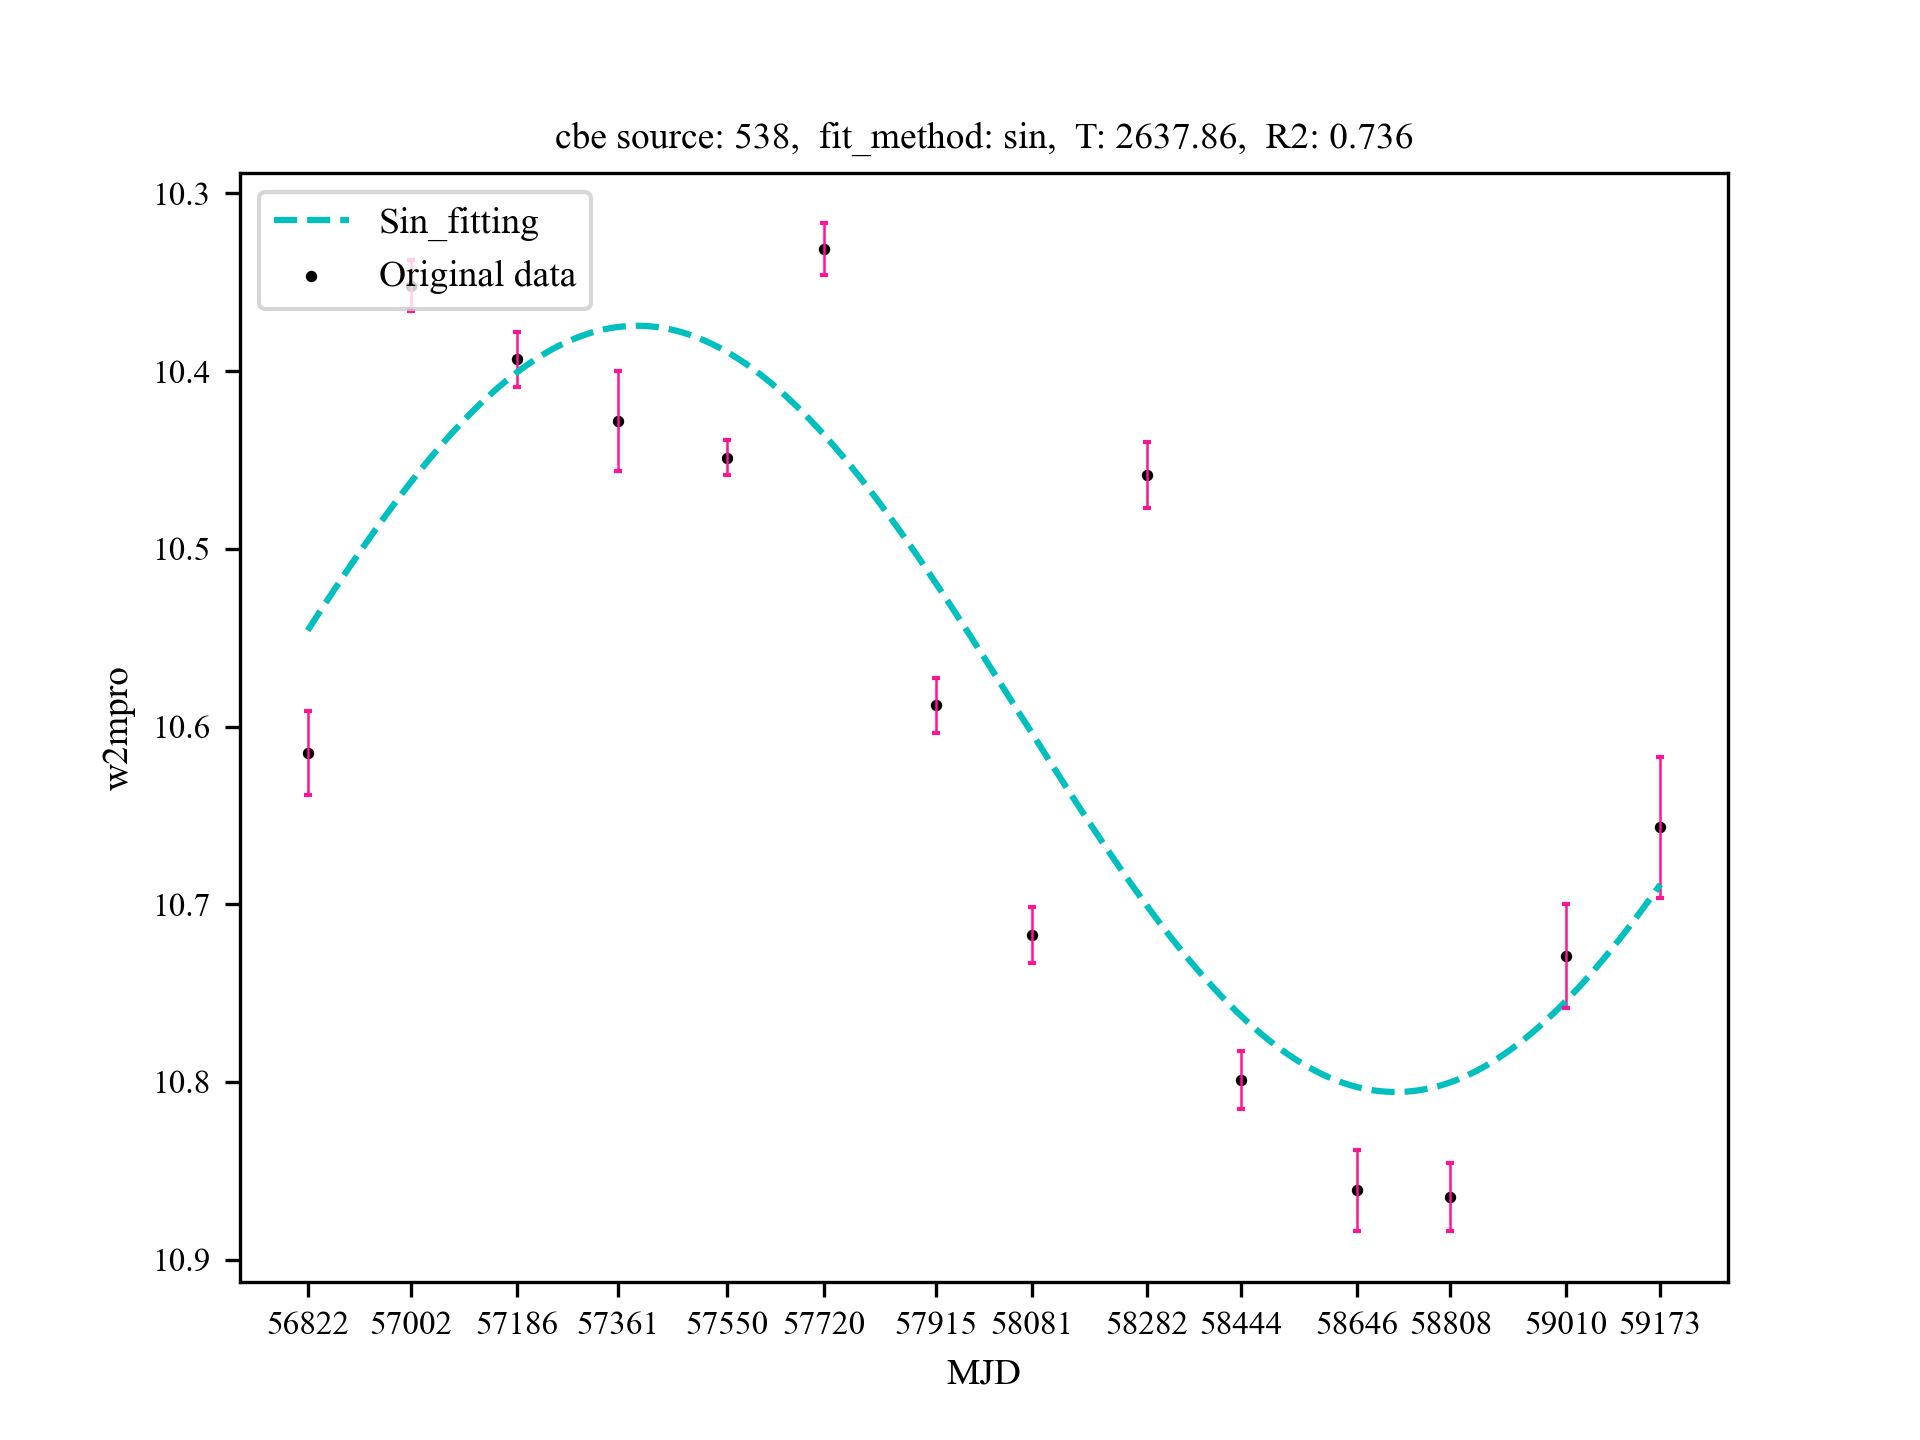 cbe source: 538,  fit_method: sin,  T: 2637.86,  R2: 0.736
Sin_fitting
Original data
10.3
10.4
10.5
10.6
10.7
10.8
10.9
w2mpro
56822 57002 57186 57361 57550 57720 57915 58081 58282 58444 58646 58808 59010 59173
MJD